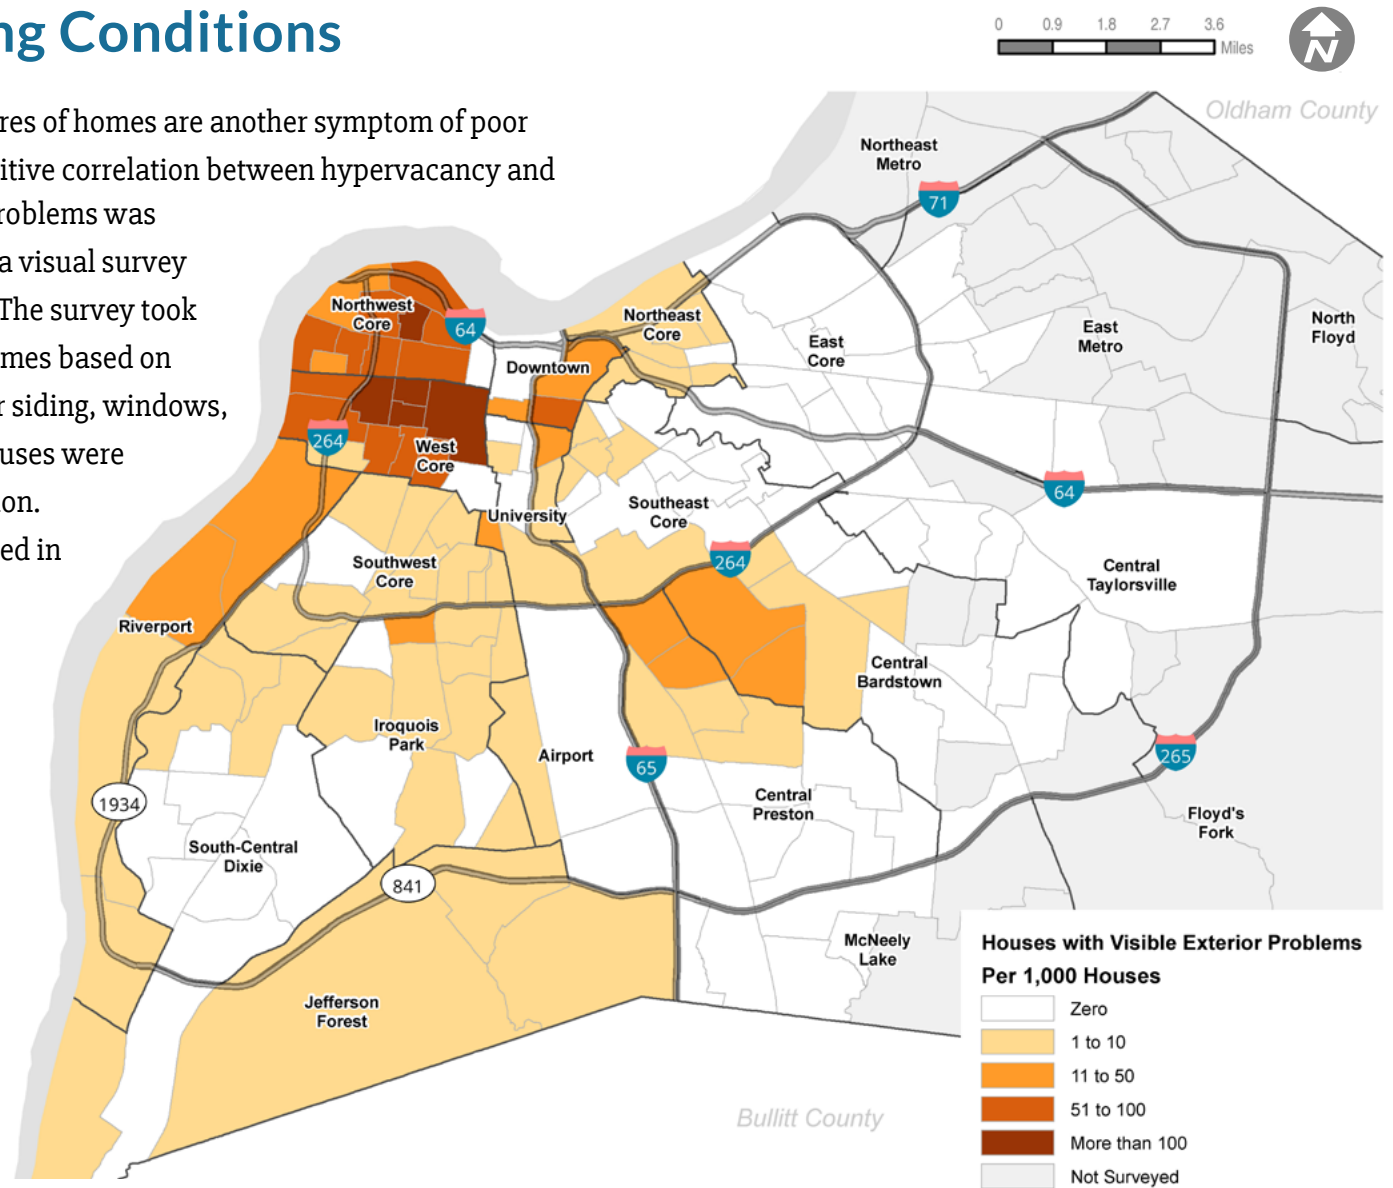 ng Conditions
res of homes are another symptom of poor
itive correlation between hypervacancy and
roblems was
a visual survey
The survey took
mes based on
r siding, windows,
uses were
on.
ed in
0 0.9 1.8 2.7 3.6
Miles
N
Oldham County
Northeast
Metro
71
Northwest
Core
64
Northeast
Core
Downtown
East
Core
East
Metro
North
Floyd
264
West
Core
University
Southeast
Core
64
264
Southwest
Core
Central
Taylorsville
Riverport
Central
Bardstown
Iroquois
Park
Airport
65
265
1934
Central
Preston
Floyd's
Fork
South-Central
Dixie
841
McNeely
Lake
Jefferson
Forest
Bullitt County
Houses with Visible Exterior Problems
Per 1,000 Houses
Zero
1 to 10
11 to 50
51 to 100
More than 100
Not Surveyed